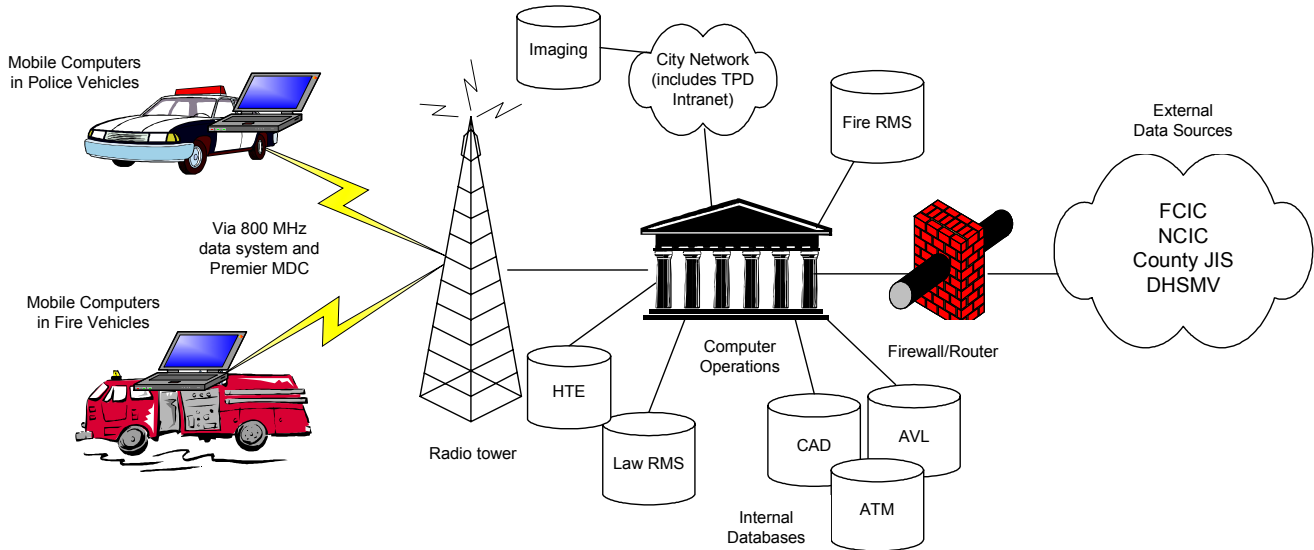 Mobile Computers
in Police Vehicles
Imaging
City Network
(includes TPD
Intranet)
Fire RMS
External
Data Sources
Via 800 MHz
data system and
Premier MDC
FCIC
NCIC
County JIS
DHSMV
Mobile Computers
in Fire Vehicles
Radio tower
Computer
Operations
Firewall/Router
HTE
Law RMS
CAD
AVL
ATM
Internal
Databases